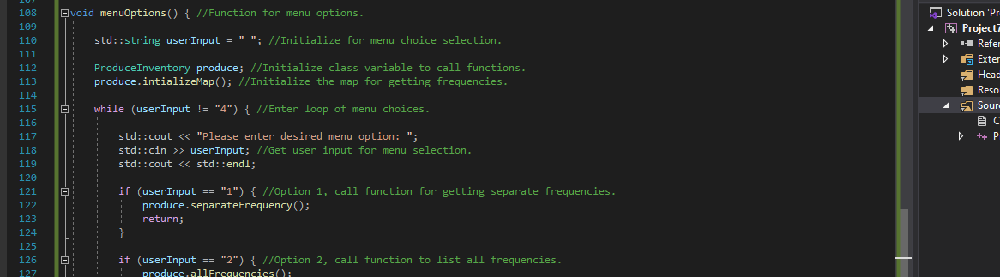 107
108 void menuOptions() { //Function for menu options.
109
110 std::string userInput = " "; //Initialize for menu choice selection.
111
112 ProduceInventory produce; //Initialize class variable to call functions.
113 produce.intializeMap(); //Initialize the map for getting frequencies.
114
115 while (userInput != "4") { //Enter loop of menu choices.
116
117 std::cout << "Please enter desired menu option: ";
118 std::cin >> userInput; //Get user input for menu selection.
119 std::cout << std::endl;
120
121 if (userInput == "1") { //Option 1, call function for getting separate frequencies.
122 produce.separateFrequency();
123 return;
124 }
125
126 if (userInput == "2") { //Option 2, call function to list all frequencies.
127 produce.allFrequencies();
Solution 'Pr
Project7
Refer
Exter
Head
Reso
Sour
C
P